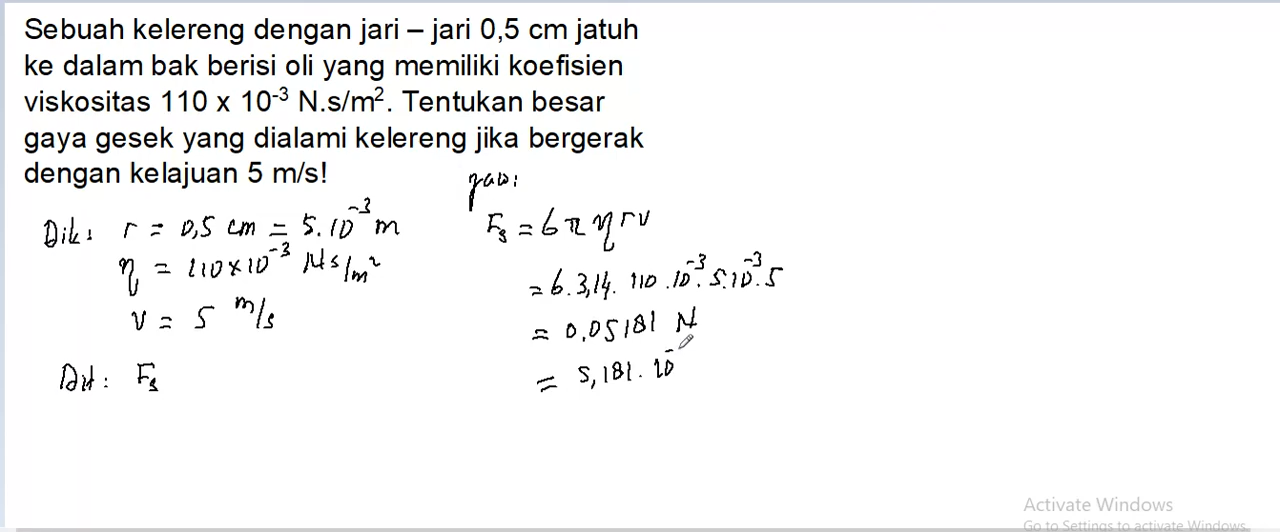 Sebuah kelereng dengan jari – jari 0,5 cm jatuh
ke dalam bak berisi oli yang memiliki koefisien
viskositas 110 x 10⁻³ N.s/m². Tentukan besar
gaya gesek yang dialami kelereng jika bergerak
dengan kelajuan 5 m/s!
Dik: r = 0,5 cm = 5.10⁻³ m
η = 110×10⁻³ Ns/m²
v = 5 m/s
Dit: Fs
Jab:
Fs = 6 π η r v
= 6. 3,14. 110 . 10⁻³. 5.10⁻³. 5
= 0,05181 N
= 5,181. 10⁻
Activate Windows
Go to Settings to activate Windows.